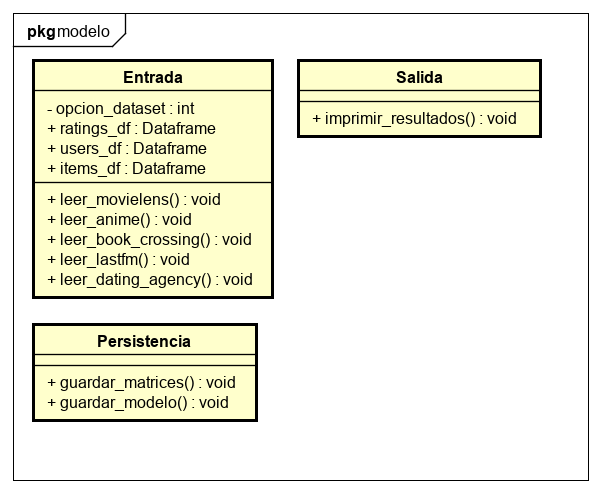 pkg modelo
Entrada
- opcion_dataset : int
+ ratings_df : Dataframe
+ users_df : Dataframe
+ items_df : Dataframe
+ leer_movielens() : void
+ leer_anime() : void
+ leer_book_crossing() : void
+ leer_lastfm() : void
+ leer_dating_agency() : void
Salida
+ imprimir_resultados() : void
Persistencia
+ guardar_matrices() : void
+ guardar_modelo() : void